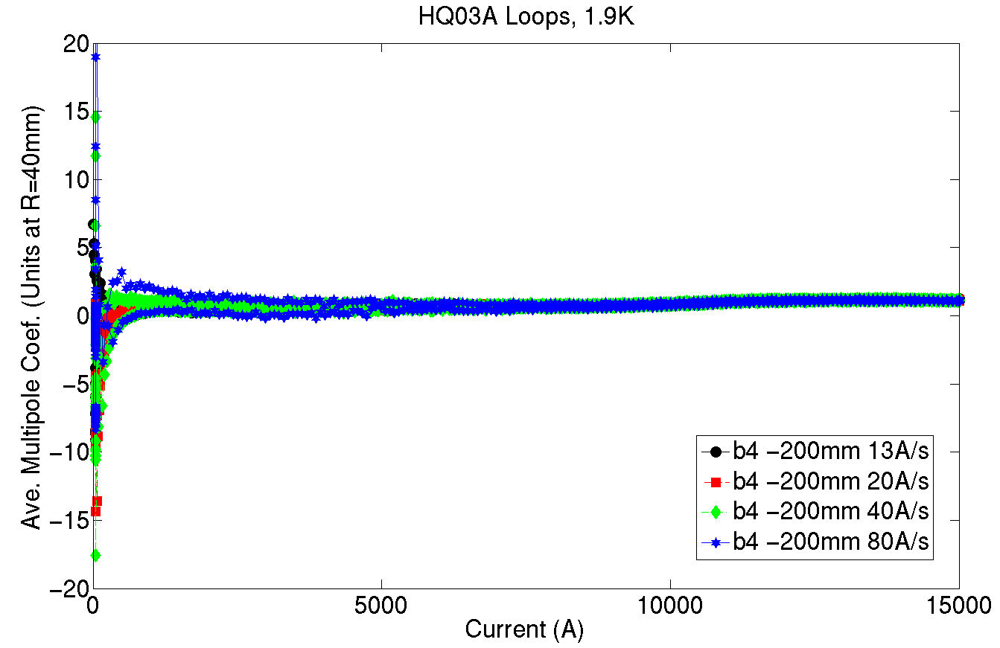 HQ03A Loops, 1.9K
Ave. Multipole Coef. (Units at R=40mm)
20
15
10
5
0
−5
−10
−15
−20
0
5000
10000
15000
Current (A)
b4 −200mm 13A/s
b4 −200mm 20A/s
b4 −200mm 40A/s
b4 −200mm 80A/s